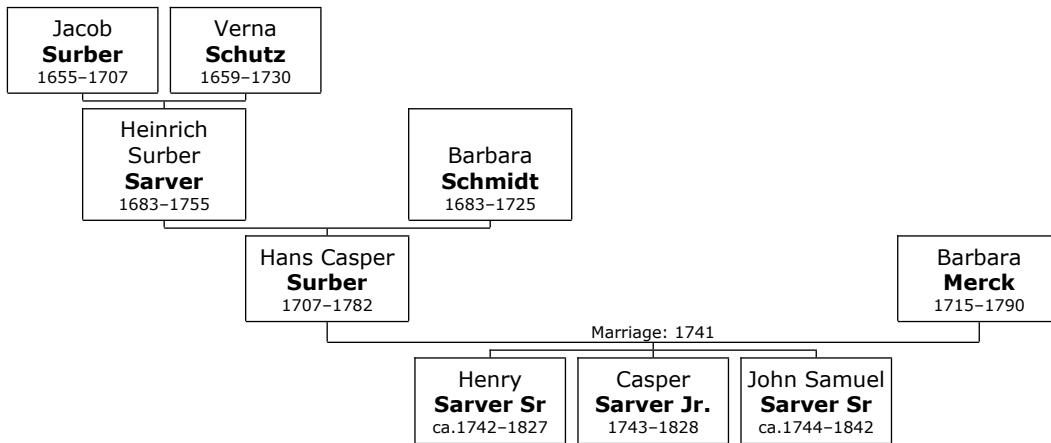 Jacob
Surber
1655–1707
Verna
Schutz
1659–1730
Heinrich
Surber
Sarver
1683–1755
Barbara
Schmidt
1683–1725
Hans Casper
Surber
1707–1782
Barbara
Merck
1715–1790
Marriage: 1741
Henry
Sarver Sr
ca.1742–1827
Casper
Sarver Jr.
1743–1828
John Samuel
Sarver Sr
ca.1744–1842